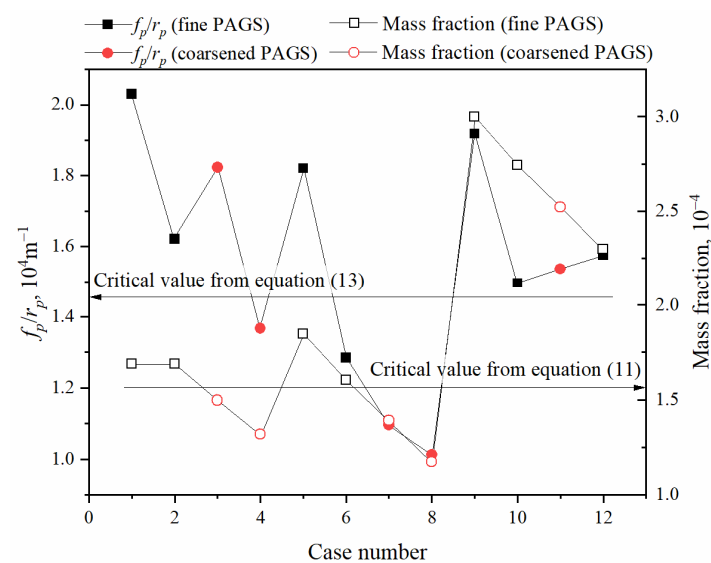 fp/rp (fine PAGS) Mass fraction (fine PAGS)
fp/rp (coarsened PAGS) Mass fraction (coarsened PAGS)
2.0
1.8
1.6
1.4
1.2
1.0
fp/rp, 10⁴m⁻¹
Critical value from equation (13)
Critical value from equation (11)
3.0
2.5
2.0
1.5
1.0
Mass fraction, 10⁻⁴
0 2 4 6 8 10 12
Case number